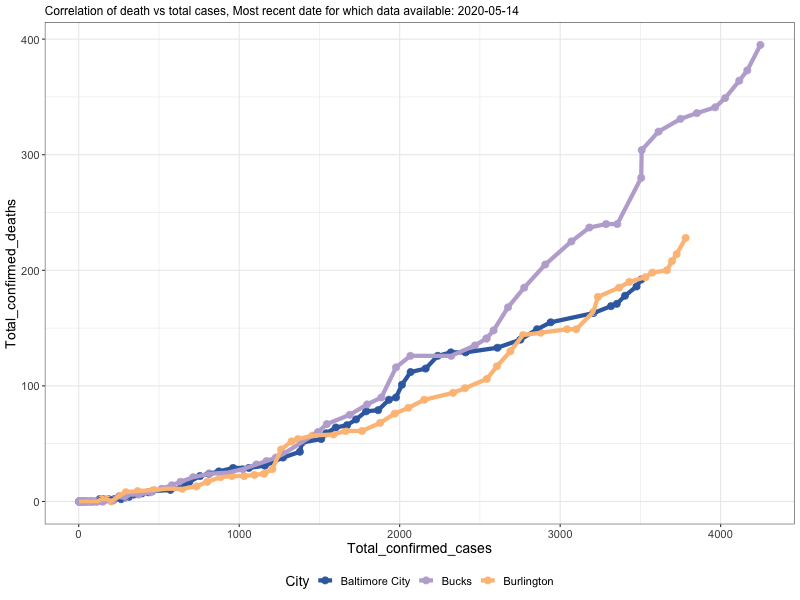 Correlation of death vs total cases, Most recent date for which data available: 2020-05-14
Total_confirmed_deaths
400
300
200
100
0
0 1000 2000 3000 4000
Total_confirmed_cases
City Baltimore City Bucks Burlington